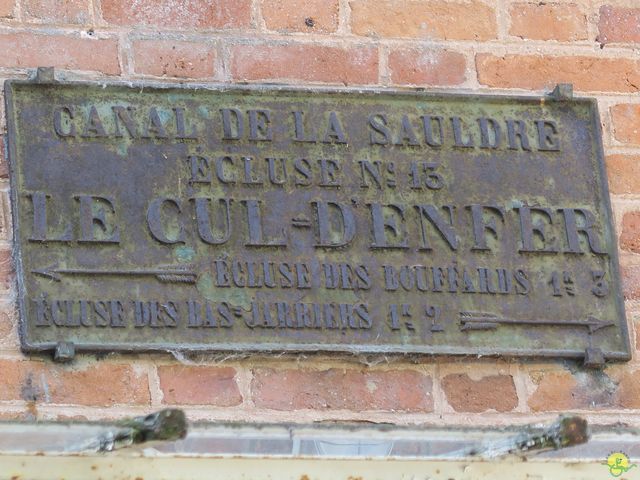 CANAL DE LA SAULDRE
ÉCLUSE N° 13
LE CUL-D'ENFER
ÉCLUSE DES BOUFFARDS 1K 3
ÉCLUSE DES BAS-JARRIERS 1K 2